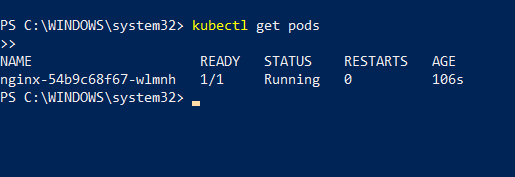 PS C:\WINDOWS\system32> kubectl get pods
>>
NAME READY STATUS RESTARTS AGE
nginx-54b9c68f67-wlmnh 1/1 Running 0 106s
PS C:\WINDOWS\system32>